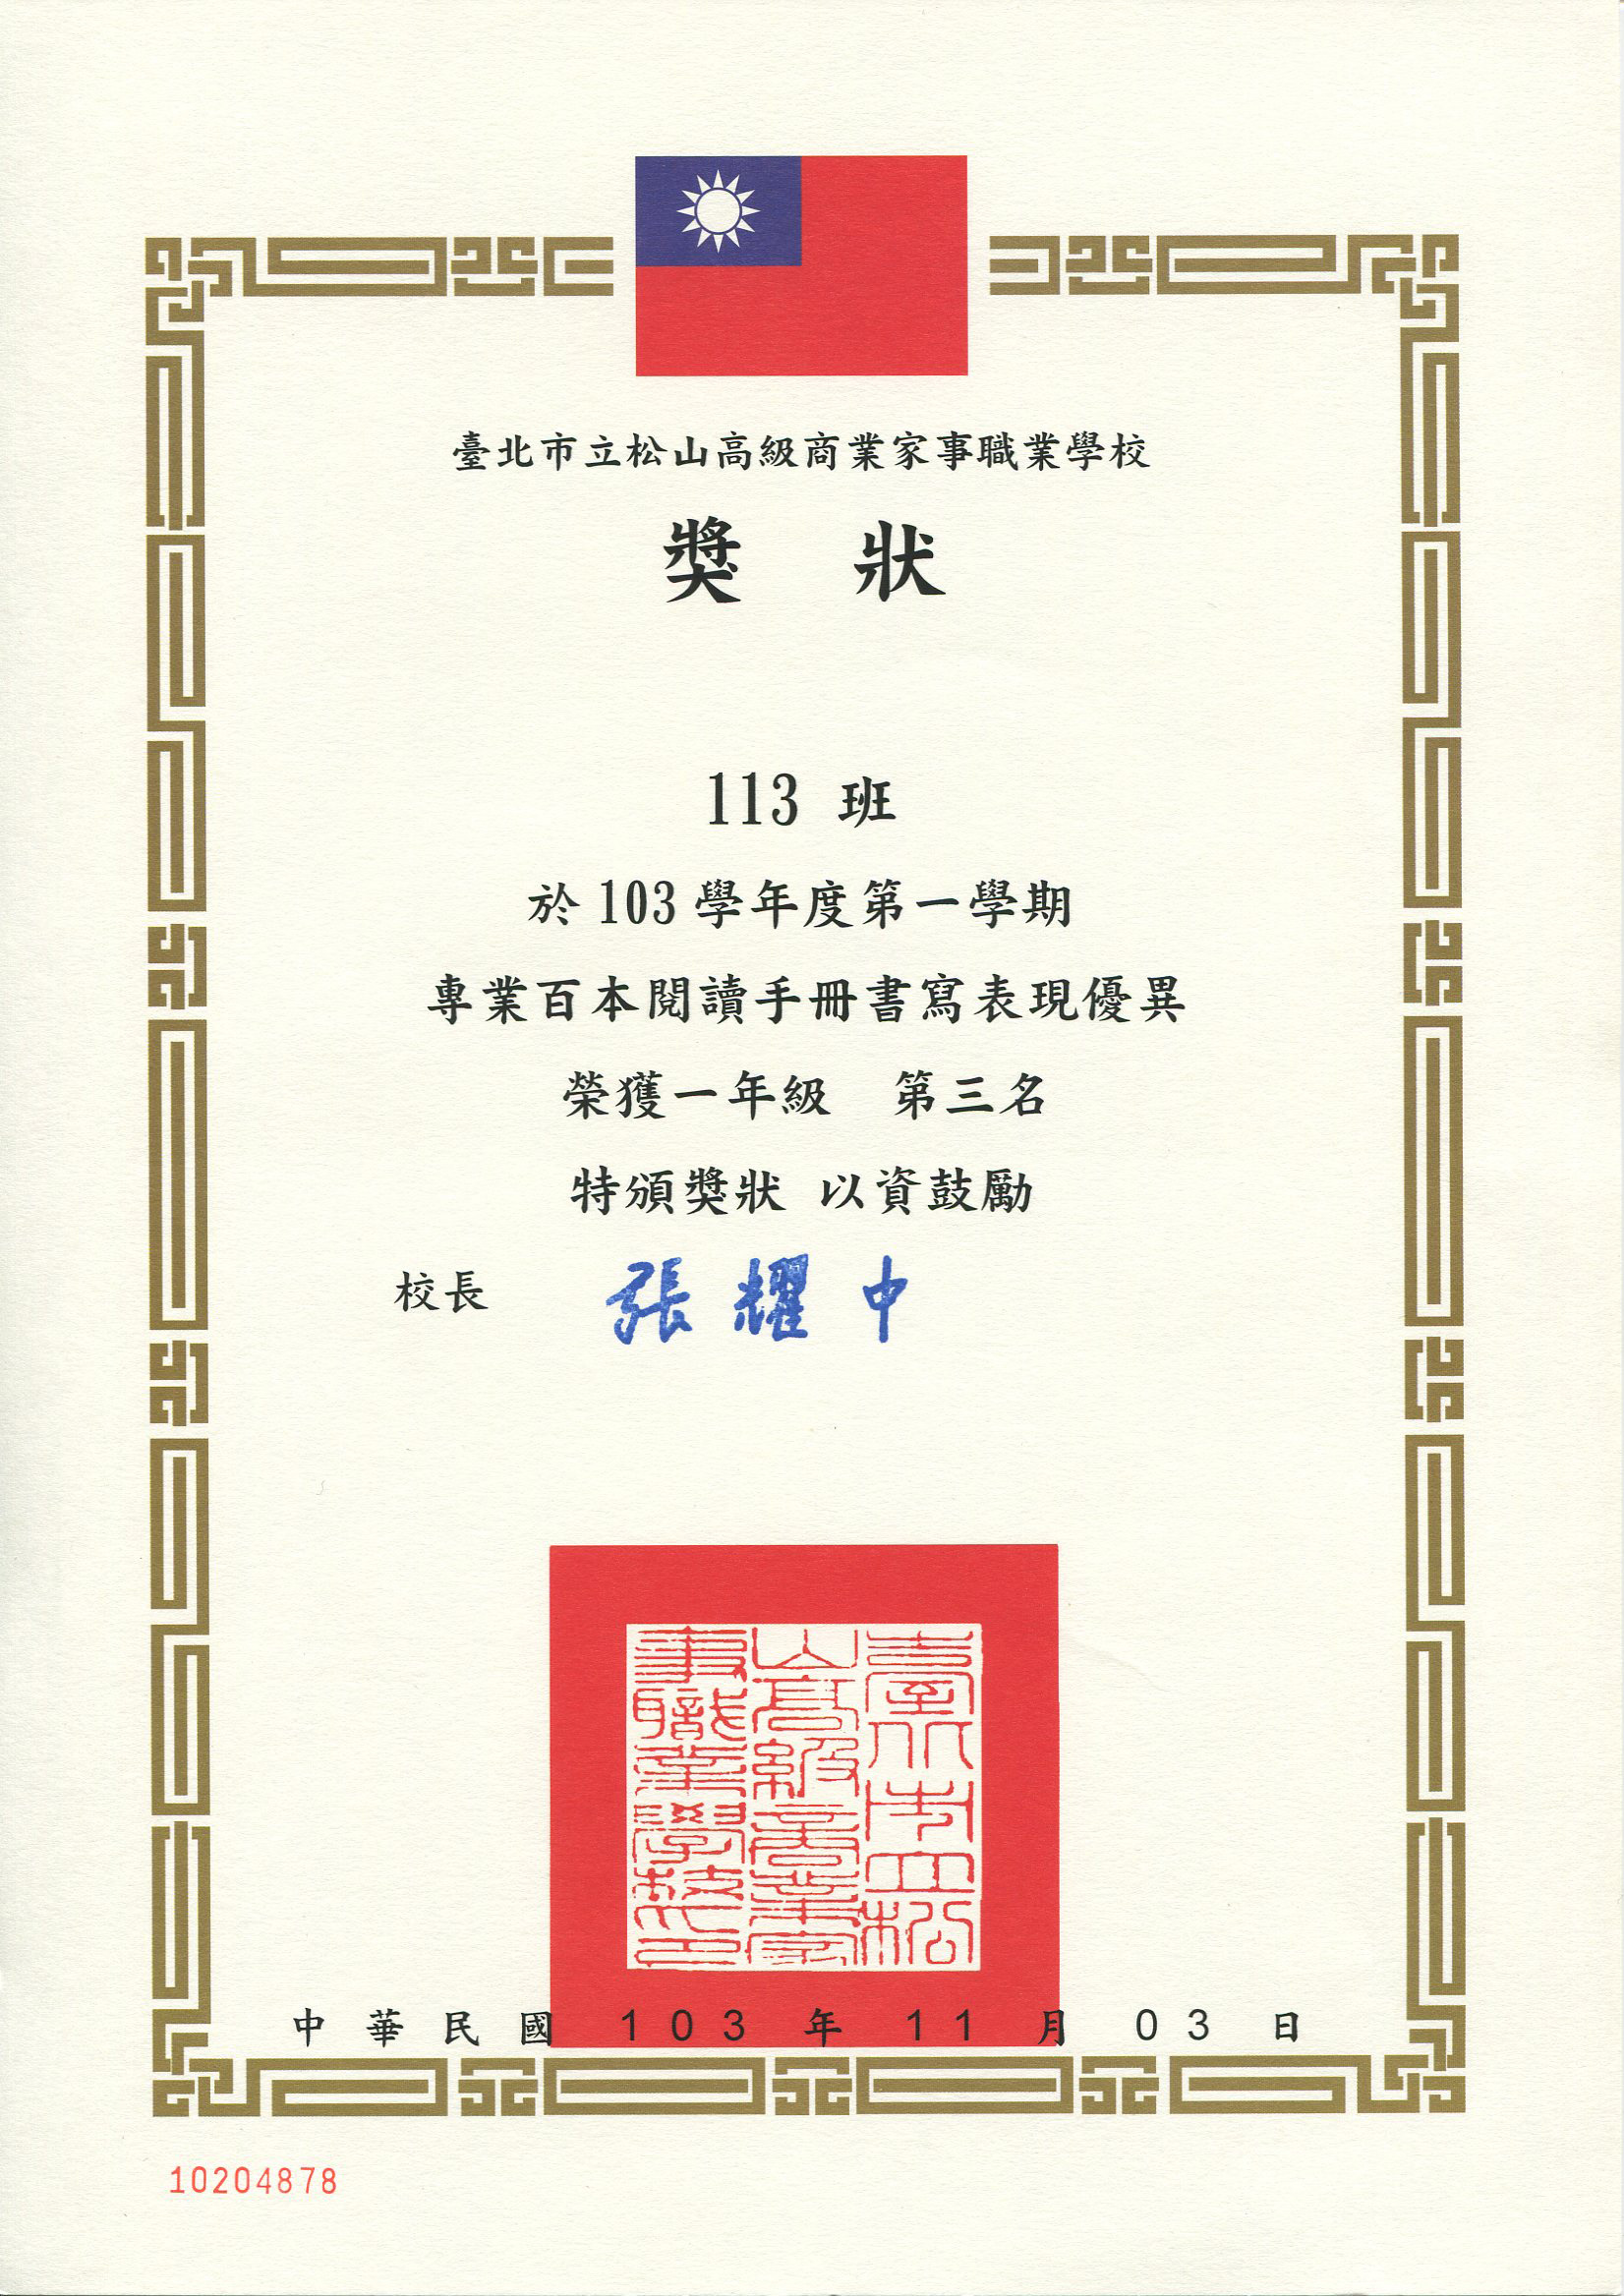 臺北市立松山高級商業家事職業學校
獎狀
113 班
於 103 學年度第一學期
專業百本閱讀手冊書寫表現優異
榮獲一年級 第三名
特頒獎狀 以資鼓勵
校長 張耀中
臺北市立松
山高級商業家
事職業學校之印
中華民國 103 年 11 月 03 日
10204878